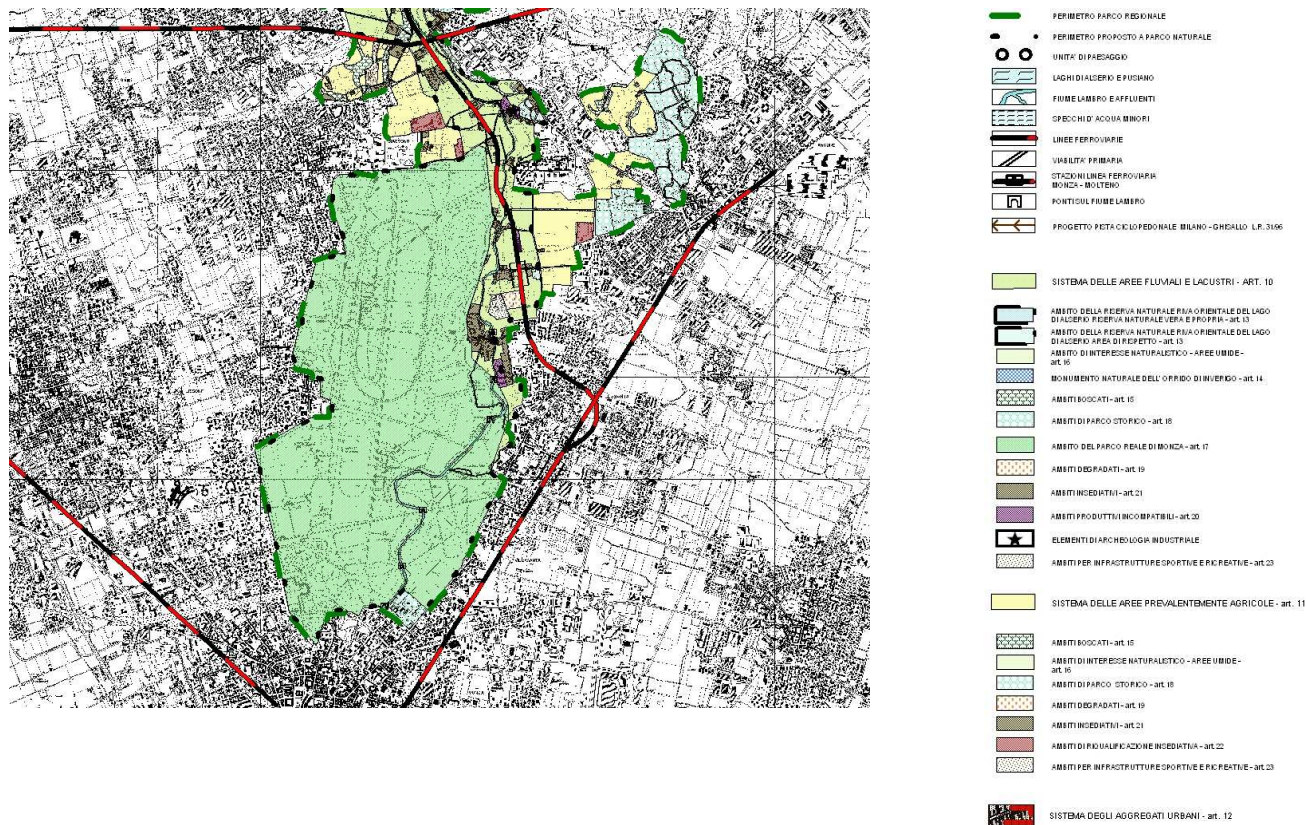 PERIMETRO PARCO REGIONALE
PERIMETRO PROPOSTO A PARCO NATURALE
UNITA' DI PAESAGGIO
LAGHI DI ALSERIO E PUSIANO
FIUME LAMBRO E AFFLUENTI
SPECCHI D' ACQUA MINORI
LINEE FERROVIARIE
VIABILITA' PRIMARIA
STAZIONI LINEA FERROVIARIA
MONZA - MOLTENO
PONTI SUL FIUME LAMBRO
PROGETTO PISTA CICLOPEDONALE MILANO - GHISALLO L.R. 31/96
SISTEMA DELLE AREE FLUVIALI E LACUSTRI - ART. 10
AMBITO DELLA RISERVA NATURALE RIVA ORIENTALE DEL LAGO
DI ALSERIO RISERVA NATURALE VERA E PROPRIA - art. 13
AMBITO DELLA RISERVA NATURALE RIVA ORIENTALE DEL LAGO
DI ALSERIO AREA DI RISPETTO - art. 13
AMBITO DI INTERESSE NATURALISTICO - AREE UMIDE -
art. 16
MONUMENTO NATURALE DELL' ORRIDO DI INVERIGO - art. 14
AMBITI BOSCATI - art. 15
AMBITI DI PARCO STORICO - art. 18
AMBITO DEL PARCO REALE DI MONZA - art. 17
AMBITI DEGRADATI - art. 19
AMBITI INSEDIATIVI - art. 21
AMBITI PRODUTTIVI INCOMPATIBILI - art. 20
ELEMENTI DI ARCHEOLOGIA INDUSTRIALE
AMBITI PER INFRASTRUTTURE SPORTIVE E RICREATIVE - art. 23
SISTEMA DELLE AREE PREVALENTEMENTE AGRICOLE - art. 11
AMBITI BOSCATI - art. 15
AMBITI DI INTERESSE NATURALISTICO - AREE UMIDE -
art. 16
AMBITI DI PARCO STORICO - art. 18
AMBITI DEGRADATI - art. 19
AMBITI INSEDIATIVI - art. 21
AMBITI DI RIQUALIFICAZIONE INSEDIATIVA - art. 22
AMBITI PER INFRASTRUTTURE SPORTIVE E RICREATIVE - art. 23
SISTEMA DEGLI AGGREGATI URBANI - art. 12